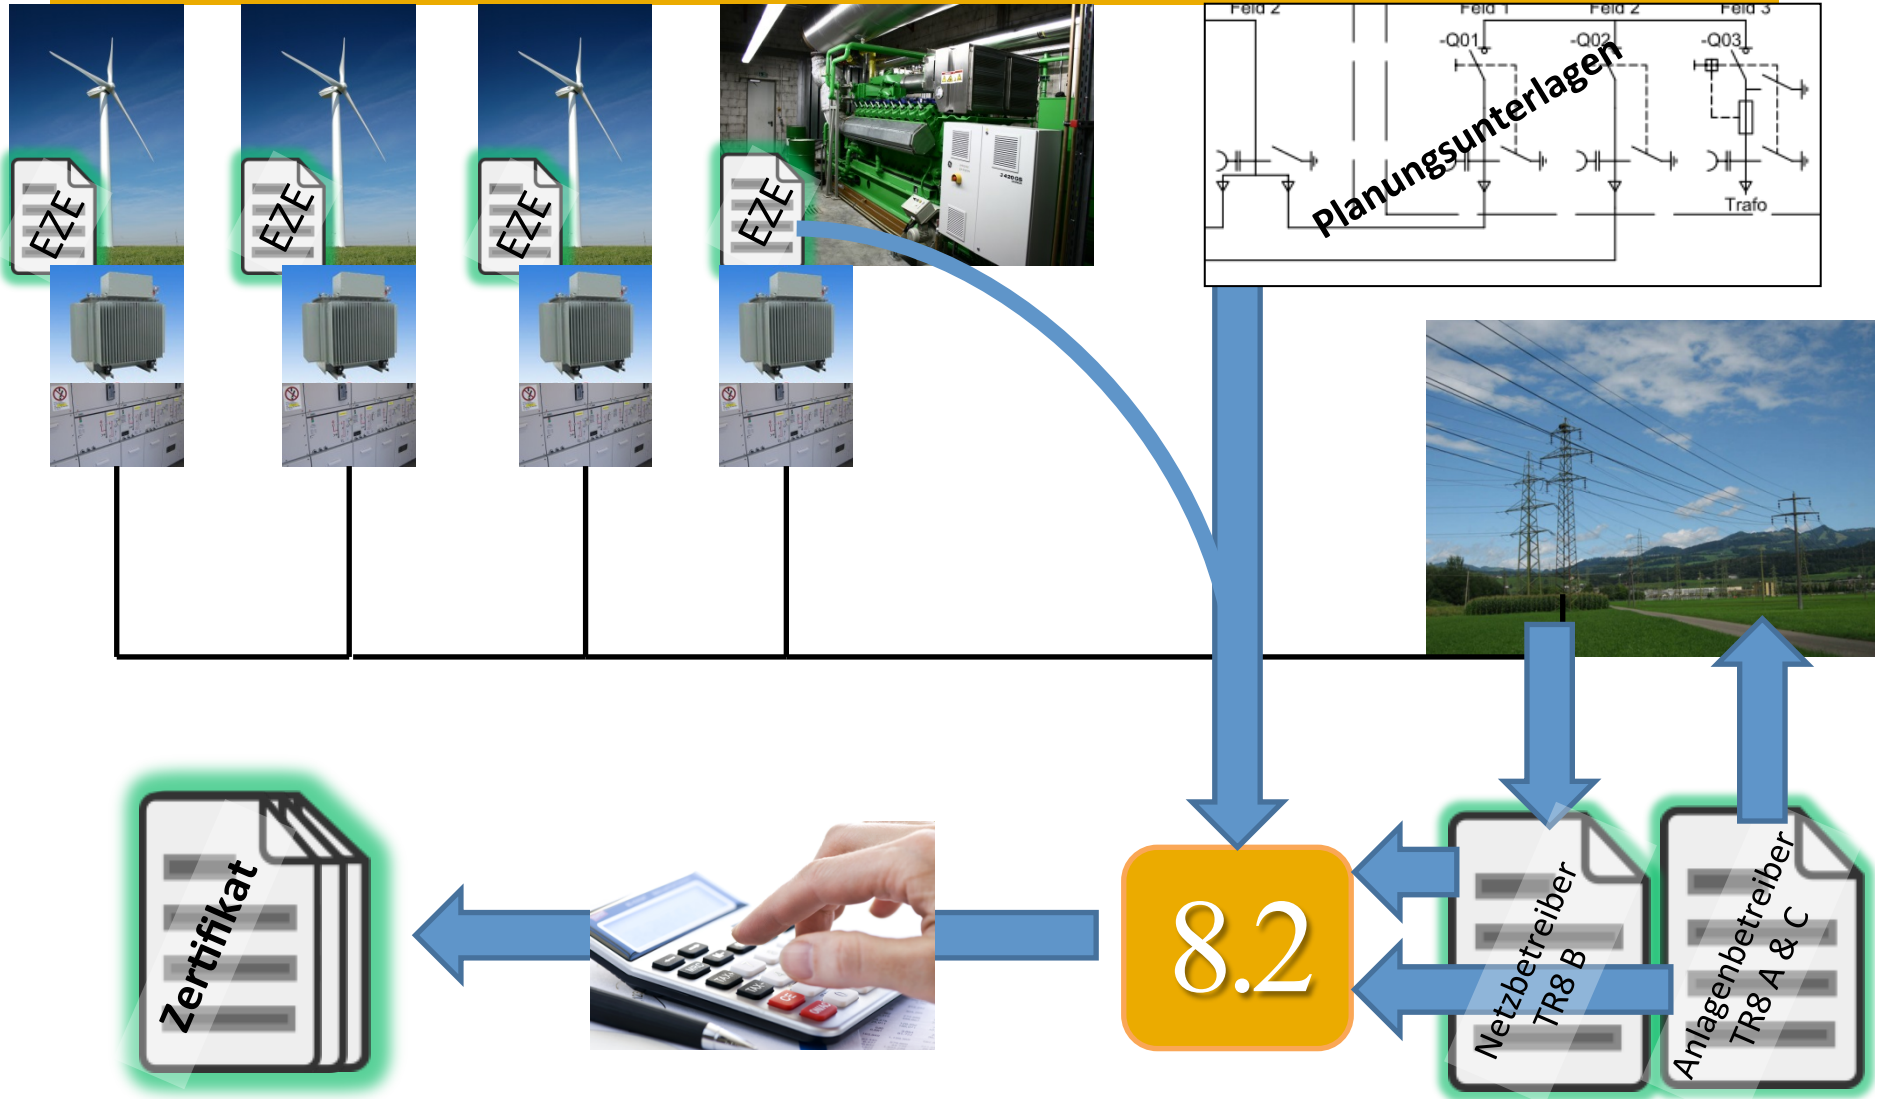 Feld 2
Feld 1
Feld 2
Feld 3
-Q01
-Q02
-Q03
Planungsunterlagen
Trafo
EZE
EZE
EZE
EZE
Zertifikat
8.2
Netzbetreiber
TR8 B
Anlagenbetreiber
TR8 A & C